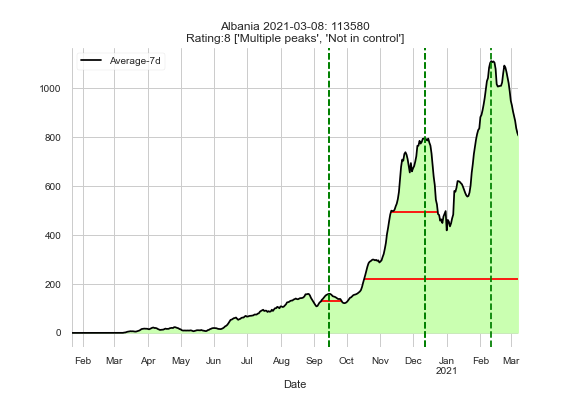 Albania 2021-03-08: 113580
Rating:8 ['Multiple peaks', 'Not in control']
Average-7d
1000
800
600
400
200
0
Feb Mar Apr May Jun Jul Aug Sep Oct Nov Dec Jan Feb Mar
2021
Date